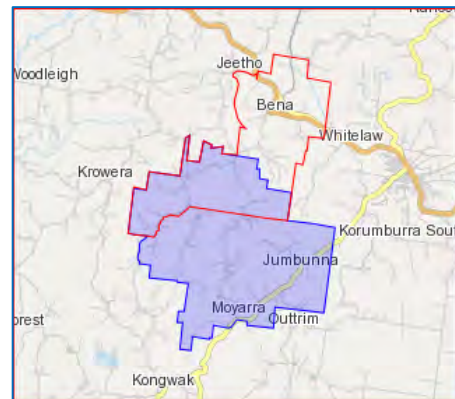 Jeetho
Woodleigh
Bena
Whitelaw
Krowera
Korumburra Sout
Jumbunna
Moyarra
Outtrim
orest
Kongwak